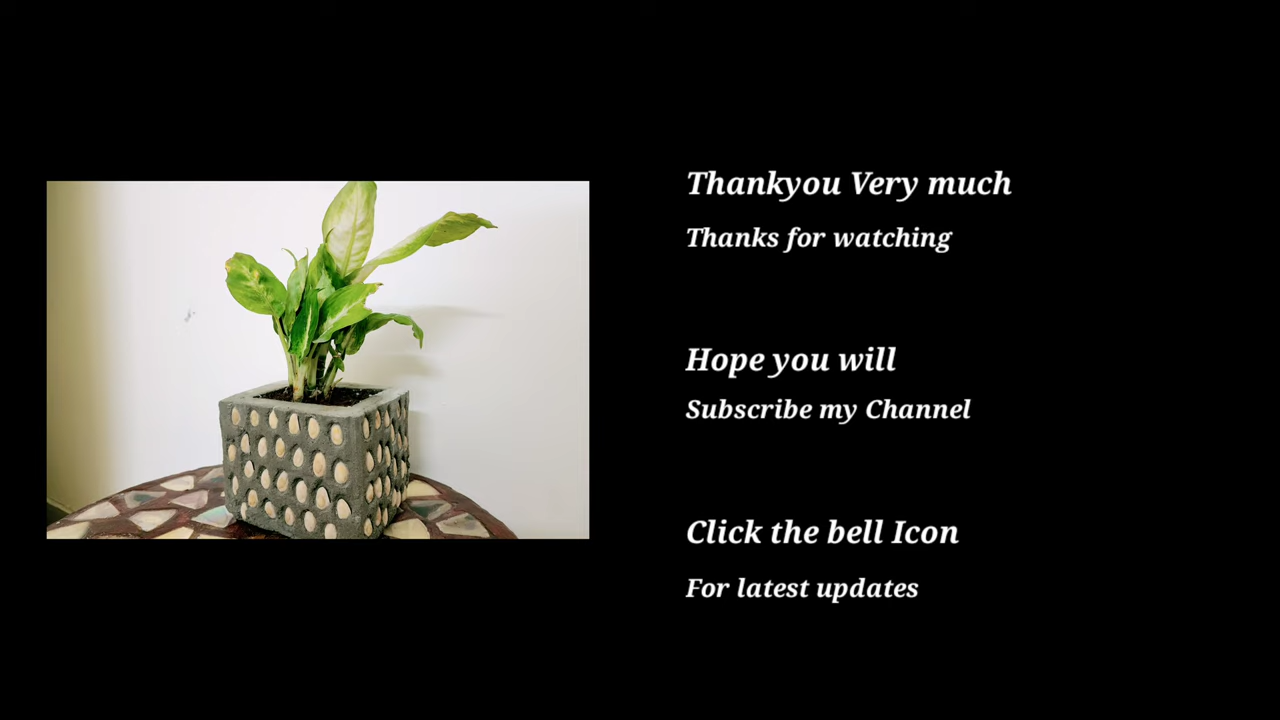 Thankyou Very much
Thanks for watching
Hope you will
Subscribe my Channel
Click the bell Icon
For latest updates